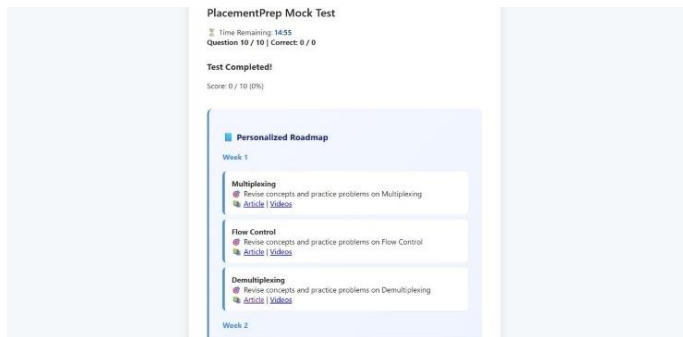 PlacementPrep Mock Test
⏳ Time Remaining: 14:55
Question 10 / 10 | Correct: 0 / 0
Test Completed!
Score: 0 / 10 (0%)
📘 Personalized Roadmap
Week 1
Multiplexing
🎯 Revise concepts and practice problems on Multiplexing
📚 Article | Videos
Flow Control
🎯 Revise concepts and practice problems on Flow Control
📚 Article | Videos
Demultiplexing
🎯 Revise concepts and practice problems on Demultiplexing
📚 Article | Videos
Week 2